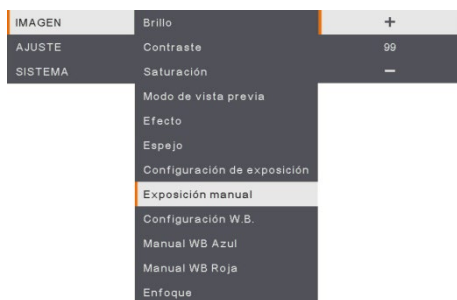 IMAGEN
AJUSTE
SISTEMA
Brillo
Contraste
Saturación
Modo de vista previa
Efecto
Espejo
Configuración de exposición
Exposición manual
Configuración W.B.
Manual WB Azul
Manual WB Roja
Enfoque
+
99
−